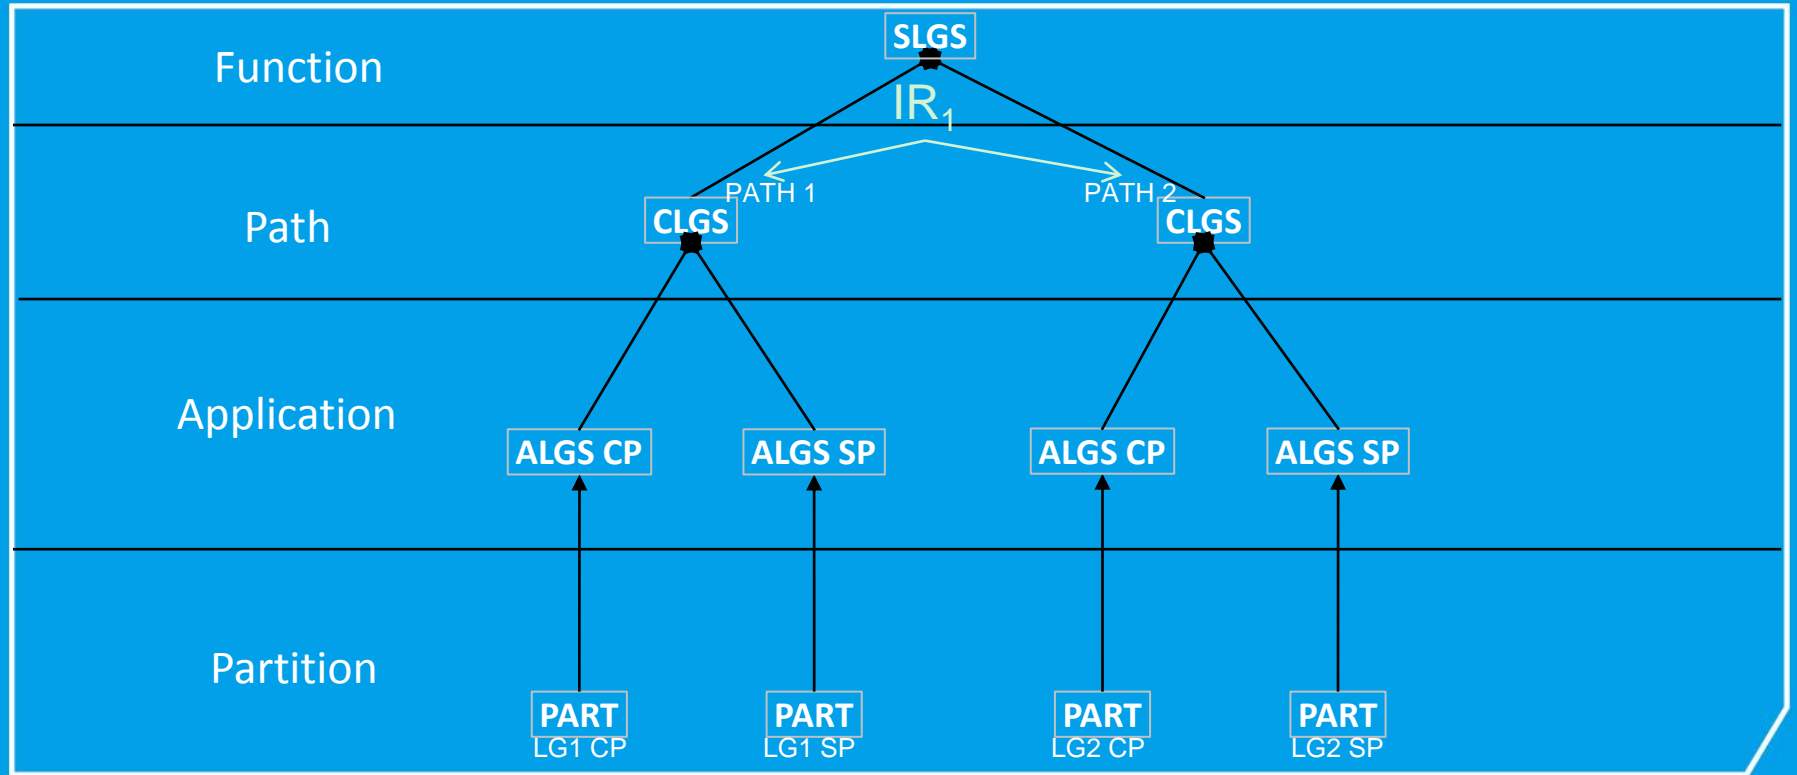 SLGS
Function
IR₁
PATH 1
PATH 2
CLGS
CLGS
Path
Application
ALGS CP
ALGS SP
ALGS CP
ALGS SP
Partition
PART
LG1 CP
PART
LG1 SP
PART
LG2 CP
PART
LG2 SP